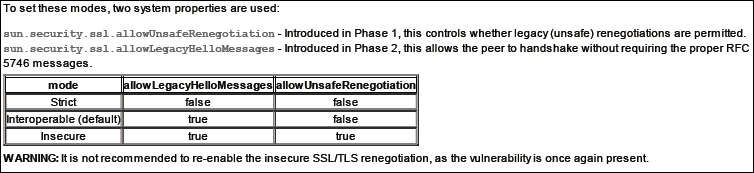 To set these modes, two system properties are used:
sun.security.ssl.allowUnsafeRenegotiation - Introduced in Phase 1, this controls whether legacy (unsafe) renegotiations are permitted.
sun.security.ssl.allowLegacyHelloMessages - Introduced in Phase 2, this allows the peer to handshake without requiring the proper RFC
5746 messages.
mode allowLegacyHelloMessages allowUnsafeRenegotiation
Strict false false
Interoperable (default) true false
Insecure true true
WARNING: It is not recommended to re-enable the insecure SSL/TLS renegotiation, as the vulnerability is once again present.